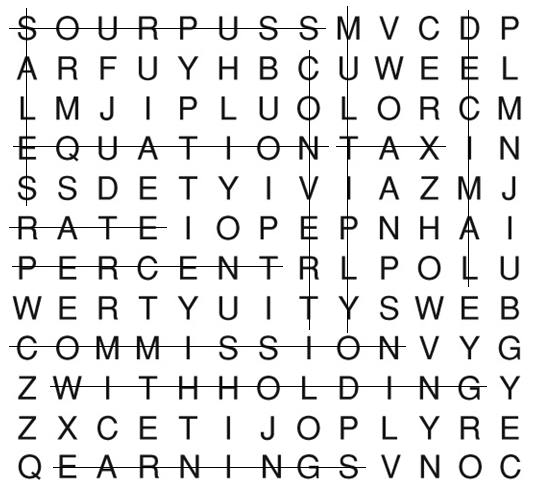 S O U R P U S S M V C D P
A R F U Y H B C U W E E L
L M J I P L U O L O R C M
E Q U A T I O N T A X I N
S S D E T Y I V I A Z M J
R A T E I O P E P N H A I
P E R C E N T R L P O L U
W E R T Y U I T Y S W E B
C O M M I S S I O N V Y G
Z W I T H H O L D I N G Y
Z X C E T I J O P L Y R E
Q E A R N I N G S V N O C